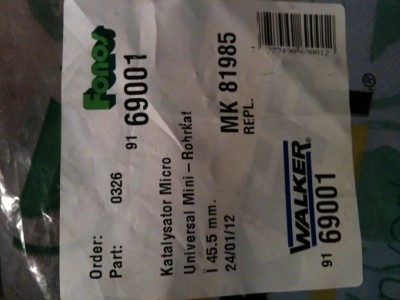 Fonos
91 69001
MK 81985
REPL.
Order:
Part: 0326
Katalysator Micro
Universal Mini - Rohrkat
Ï 45.5 mm.
24/01/12
WALKER®
91 69001